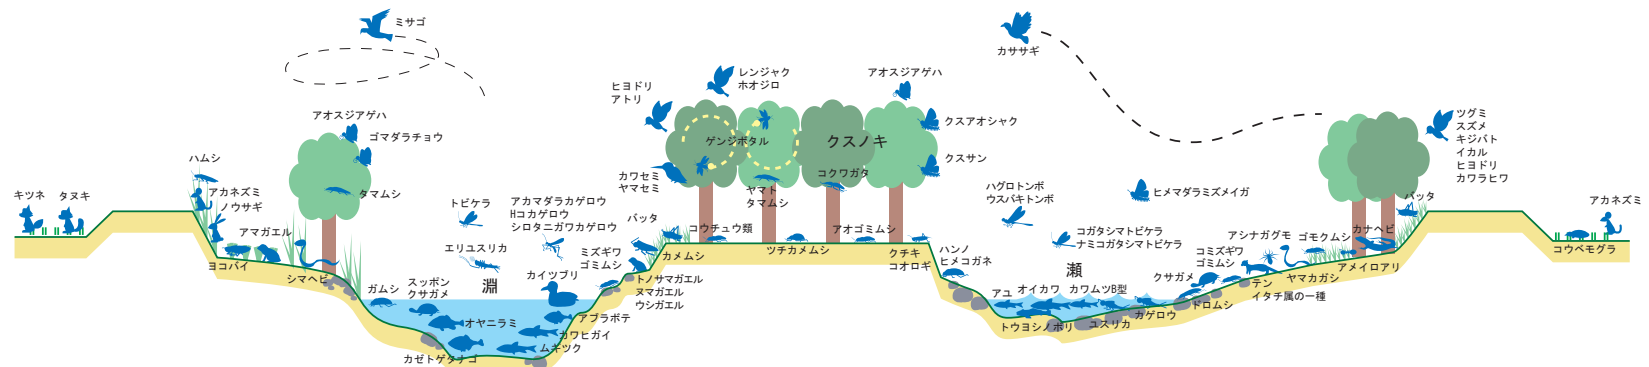 ミサゴ
カササギ
アオスジアゲハ
ゴマダラチョウ
ハムシ
キツネ
タヌキ
アカネズミ
ノウサギ
アマガエル
タマムシ
ヨコバイ
シマヘビ
トビケラ
アカマダラカゲロウ
Hコカゲロウ
シロタニガワカゲロウ
エリユスリカ
淵
ガムシ
スッポン
クサガメ
オヤニラミ
カゼトゲタナゴ
カイツブリ
アブラボテ
カワヒガイ
ムギツク
ミズギワ
ゴミムシ
バッタ
カメムシ
トノサマガエル
ヌマガエル
ウシガエル
ヒヨドリ
アトリ
レンジャク
ホオジロ
アオスジアゲハ
クスアオシャク
クスサン
ゲンジボタル
クスノキ
カワセミ
ヤマセミ
ヤマト
タマムシ
コクワガタ
コウチュウ類
ツチカメムシ
アオゴミムシ
クチキ
コオロギ
ハンノ
ヒメコガネ
ハグロトンボ
ウスバキトンボ
ヒメマダラミズメイガ
コガタシマトビケラ
ナミコガタシマトビケラ
瀬
アユ
オイカワ
カワムツB型
トウヨシノボリ
ユスリカ
カゲロウ
ドロムシ
クサガメ
コミズギワ
ゴミムシ
アシナガグモ
ゴモクムシ
テン
イタチ属の一種
ヤマカガシ
アメイロアリ
カナヘビ
バッタ
ツグミ
スズメ
キジバト
イカル
ヒヨドリ
カワラヒワ
アカネズミ
コウベモグラ